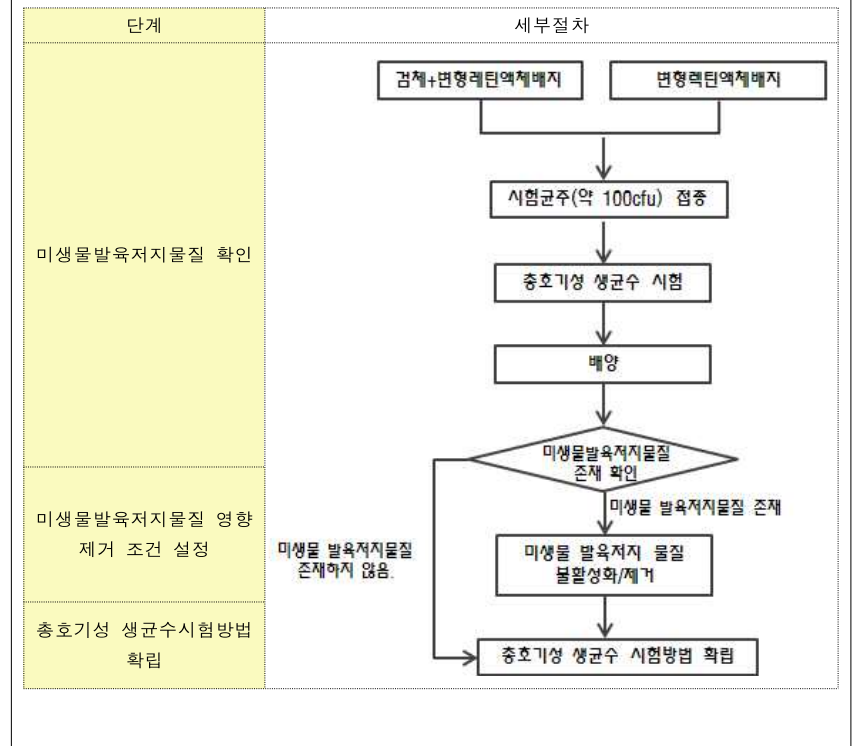 단계
세부절차
미생물발육저지물질 확인
검체+변형레틴액체배지
변형렉틴액체배지
시험균주(약 100cfu) 접종
총호기성 생균수 시험
배양
미생물발육저지물질
존재 확인
미생물 발육저지물질 존재
미생물발육저지물질 영향
제거 조건 설정
미생물 발육저지물질
존재하지 않음.
미생물 발육저지 물질
불활성화/제거
총호기성 생균수시험방법
확립
총호기성 생균수 시험방법 확립